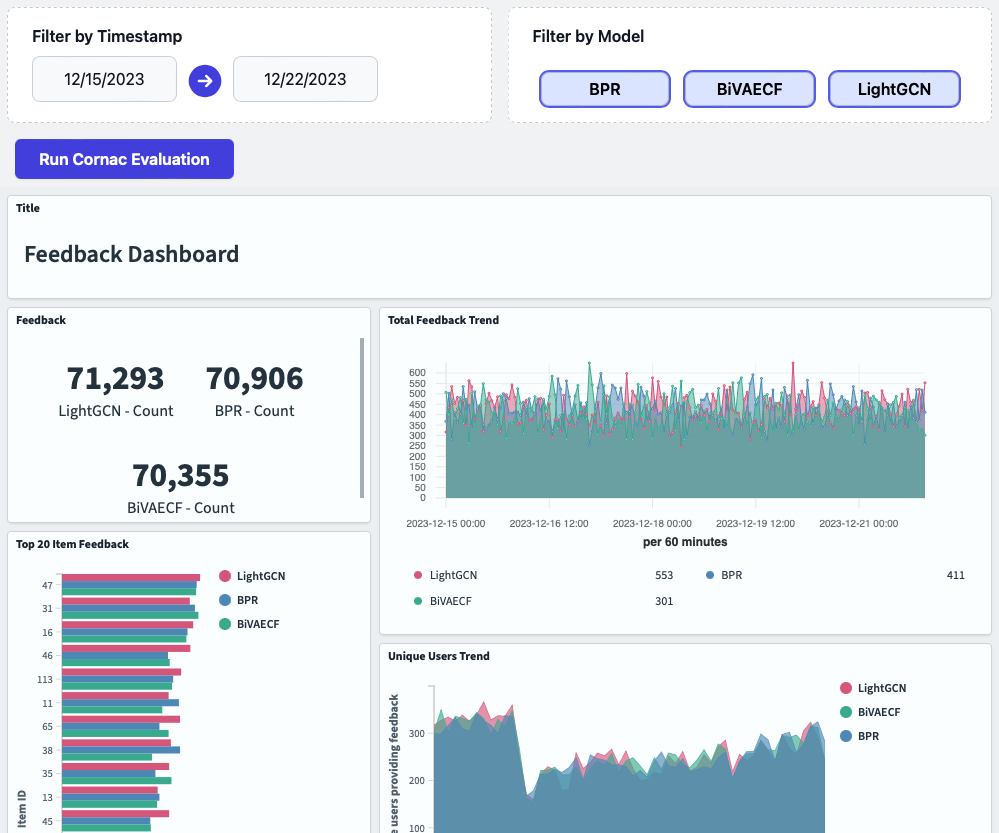 Filter by Timestamp
12/15/2023
12/22/2023
Filter by Model
BPR
BiVAECF
LightGCN
Run Cornac Evaluation
Title
Feedback Dashboard
Feedback
71,293
LightGCN - Count
70,906
BPR - Count
70,355
BiVAECF - Count
Total Feedback Trend
600
550
500
450
400
350
300
250
200
150
100
50
0
2023-12-15 00:00
2023-12-16 12:00
2023-12-18 00:00
2023-12-19 12:00
2023-12-21 00:00
per 60 minutes
LightGCN 553
BPR 411
BiVAECF 301
Top 20 Item Feedback
47
31
16
46
113
11
65
38
35
13
45
Item ID
LightGCN
BPR
BiVAECF
Unique Users Trend
e users providing feedback
300
200
100
LightGCN
BiVAECF
BPR